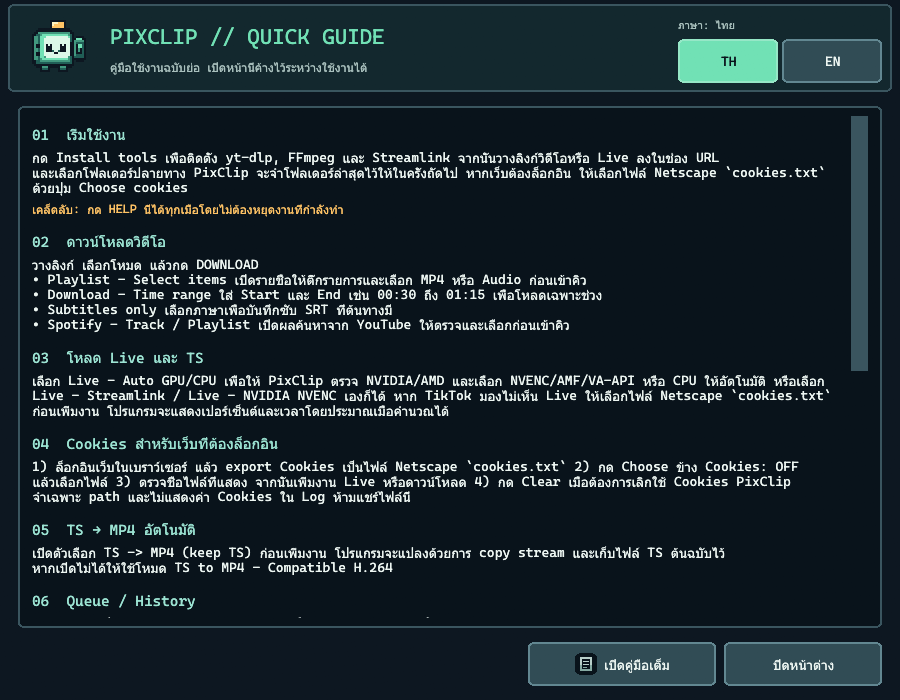 PIXCLIP // QUICK GUIDE
คู่มือใช้งานฉบับย่อ เปิดหน้านี้ค้างไว้ระหว่างใช้งานได้
ภาษา: ไทย
TH
EN
01 เริ่มใช้งาน
กด Install tools เพื่อติดตั้ง yt-dlp, FFmpeg และ Streamlink จากนั้นวางลิงก์วิดีโอหรือ Live ลงในช่อง URL
และเลือกโฟลเดอร์ปลายทาง PixClip จะจำโฟลเดอร์ล่าสุดไว้ให้ในครั้งถัดไป หากเว็บต้องล็อกอิน ให้เลือกไฟล์ Netscape `cookies.txt`
ด้วยปุ่ม Choose cookies
เคล็ดลับ: กด HELP นี้ได้ทุกเมื่อโดยไม่ต้องหยุดงานที่กำลังทำ
02 ดาวน์โหลดวิดีโอ
วางลิงก์ เลือกโหมด แล้วกด DOWNLOAD
• Playlist — Select items เปิดรายชื่อให้ติ๊กรายการและเลือก MP4 หรือ Audio ก่อนเข้าคิว
• Download — Time range ใส่ Start และ End เช่น 00:30 ถึง 01:15 เพื่อโหลดเฉพาะช่วง
• Subtitles only เลือกภาษาเพื่อบันทึกซับ SRT ที่ต้นทางมี
• Spotify — Track / Playlist เปิดผลค้นหาจาก YouTube ให้ตรวจและเลือกก่อนเข้าคิว
03 โหลด Live และ TS
เลือก Live — Auto GPU/CPU เพื่อให้ PixClip ตรวจ NVIDIA/AMD และเลือก NVENC/AMF/VA-API หรือ CPU ให้อัตโนมัติ หรือเลือก
Live — Streamlink / Live — NVIDIA NVENC เองก็ได้ หาก TikTok มองไม่เห็น Live ให้เลือกไฟล์ Netscape `cookies.txt`
ก่อนเพิ่มงาน โปรแกรมจะแสดงเปอร์เซ็นต์และเวลาโดยประมาณเมื่อคำนวณได้
04 Cookies สำหรับเว็บที่ต้องล็อกอิน
1) ล็อกอินเว็บในเบราว์เซอร์ แล้ว export Cookies เป็นไฟล์ Netscape `cookies.txt` 2) กด Choose ข้าง Cookies: OFF
แล้วเลือกไฟล์ 3) ตรวจชื่อไฟล์ที่แสดง จากนั้นเพิ่มงาน Live หรือดาวน์โหลด 4) กด Clear เมื่อต้องการเลิกใช้ Cookies PixClip
จำเฉพาะ path และไม่แสดงค่า Cookies ใน Log ห้ามแชร์ไฟล์นี้
05 TS → MP4 อัตโนมัติ
เปิดตัวเลือก TS -> MP4 (keep TS) ก่อนเพิ่มงาน โปรแกรมจะแปลงด้วยการ copy stream และเก็บไฟล์ TS ต้นฉบับไว้
หากเปิดไม่ได้ให้ใช้โหมด TS to MP4 — Compatible H.264
06 Queue / History
เปิดคู่มือเต็ม
ปิดหน้าต่าง